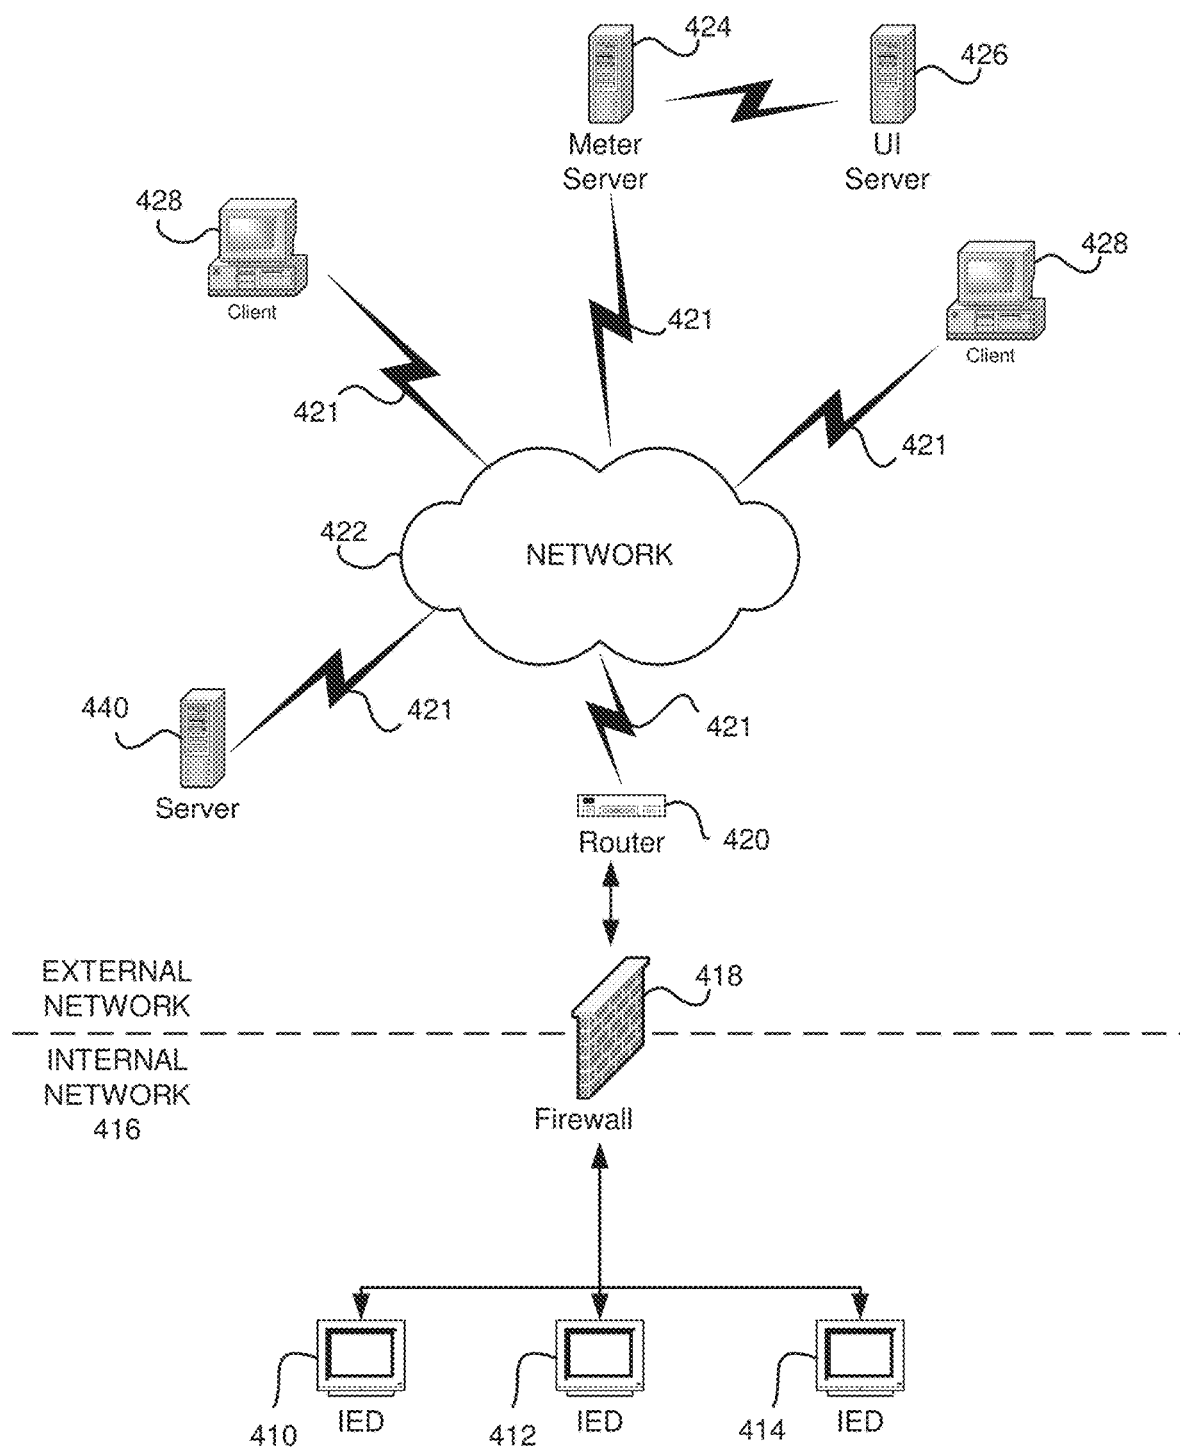 424
426
Meter
Server
UI
Server
428
Client
428
Client
421
421
421
422
NETWORK
440
Server
421
421
Router
420
EXTERNAL
NETWORK
418
INTERNAL
NETWORK
416
Firewall
410
IED
412
IED
414
IED